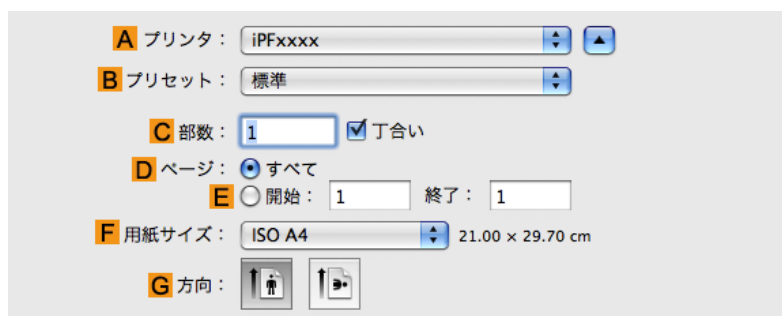 A プリンタ： iPFxxxx
B プリセット： 標準
C 部数： 1 丁合い
D ページ： すべて
E 開始： 1 終了： 1
F 用紙サイズ： ISO A4 21.00 × 29.70 cm
G 方向：